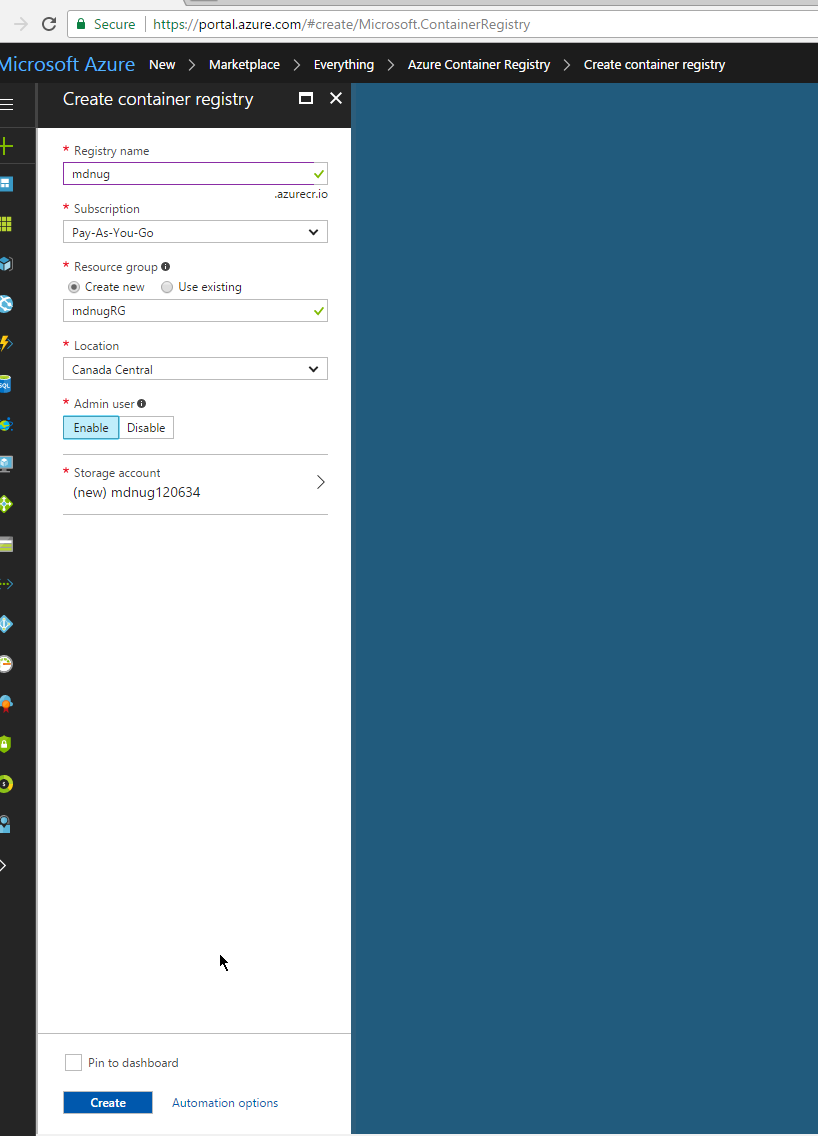 Secure https://portal.azure.com/#create/Microsoft.ContainerRegistry
Microsoft Azure New Marketplace Everything Azure Container Registry Create container registry
Create container registry
* Registry name
mdnug
.azurecr.io
* Subscription
Pay-As-You-Go
* Resource group
Create new Use existing
mdnugRG
* Location
Canada Central
* Admin user
Enable Disable
* Storage account
(new) mdnug120634
Pin to dashboard
Create Automation options